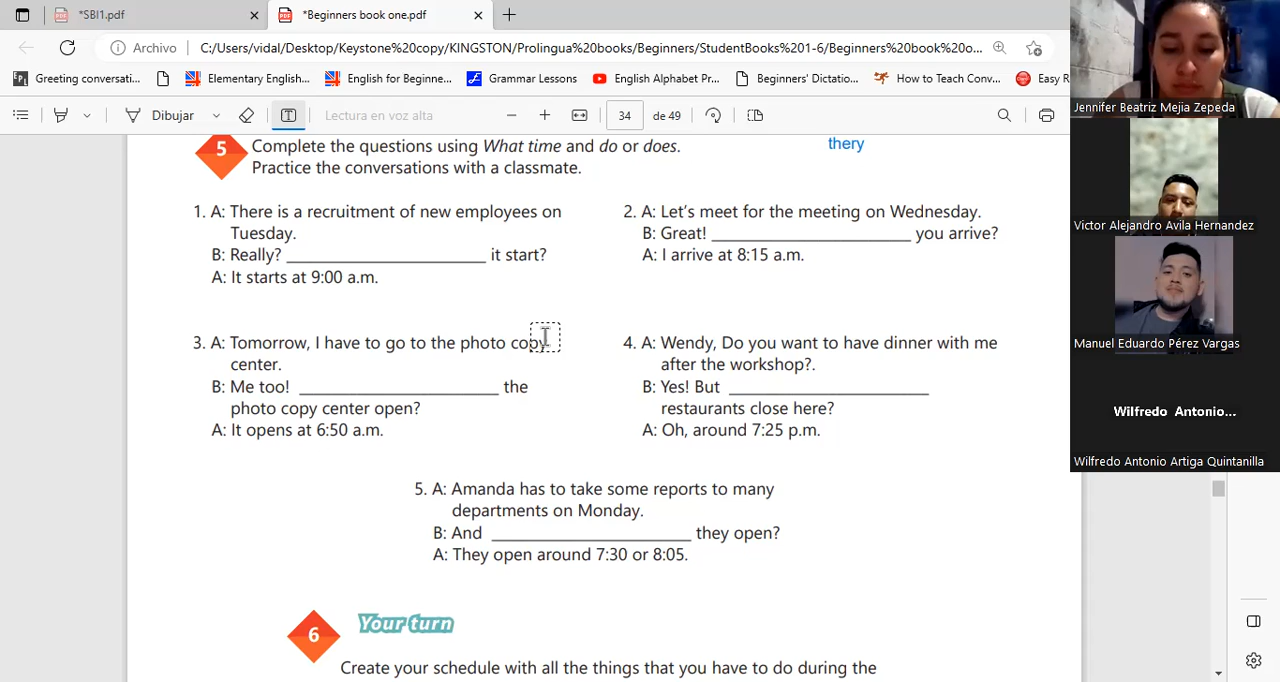 *SBI1.pdf
*Beginners book one.pdf
Archivo
C:/Users/vidal/Desktop/Keystone%20copy/KINGSTON/Prolingua%20books/Beginners/StudentBooks%201-6/Beginners%20book%20o...
Greeting conversati...
Elementary English...
English for Beginne...
Grammar Lessons
English Alphabet Pr...
Beginners' Dictatio...
How to Teach Conv...
Easy R
Dibujar
Lectura en voz alta
34
de 49
5
Complete the questions using What time and do or does.
Practice the conversations with a classmate.
thery
1. A: There is a recruitment of new employees on
Tuesday.
B: Really? ______________________ it start?
A: It starts at 9:00 a.m.
2. A: Let's meet for the meeting on Wednesday.
B: Great! ______________________ you arrive?
A: I arrive at 8:15 a.m.
3. A: Tomorrow, I have to go to the photo copy
center.
B: Me too! ______________________ the
photo copy center open?
A: It opens at 6:50 a.m.
4. A: Wendy, Do you want to have dinner with me
after the workshop?.
B: Yes! But ______________________
restaurants close here?
A: Oh, around 7:25 p.m.
5. A: Amanda has to take some reports to many
departments on Monday.
B: And ______________________ they open?
A: They open around 7:30 or 8:05.
6
Your turn
Create your schedule with all the things that you have to do during the
Jennifer Beatriz Mejia Zepeda
Victor Alejandro Avila Hernandez
Manuel Eduardo Pérez Vargas
Wilfredo Antonio...
Wilfredo Antonio Artiga Quintanilla